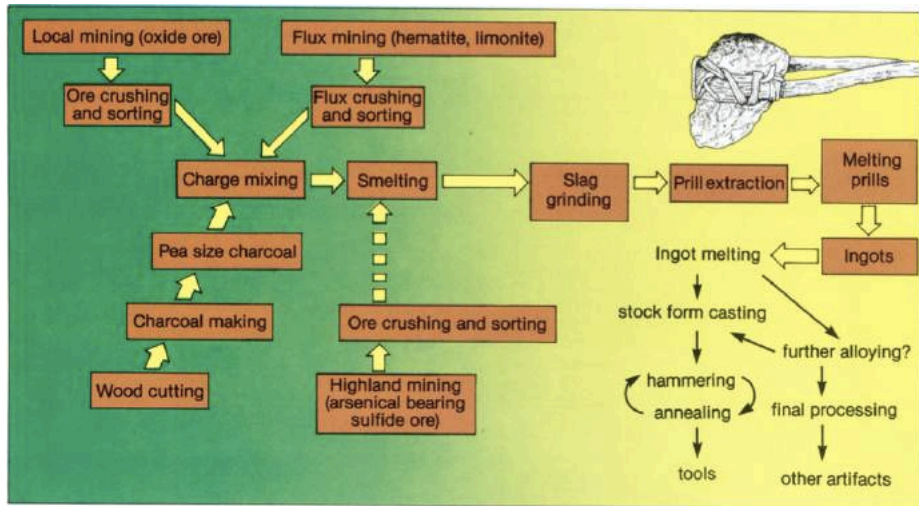 Local mining (oxide ore)
Flux mining (hematite, limonite)
Ore crushing
and sorting
Flux crushing
and sorting
Charge mixing
Smelting
Slag
grinding
Prill extraction
Melting
prills
Pea size charcoal
Ingot melting
Ingots
Charcoal making
Ore crushing and sorting
stock form casting
further alloying?
Wood cutting
Highland mining
(arsenical bearing
sulfide ore)
hammering
annealing
final processing
tools
other artifacts